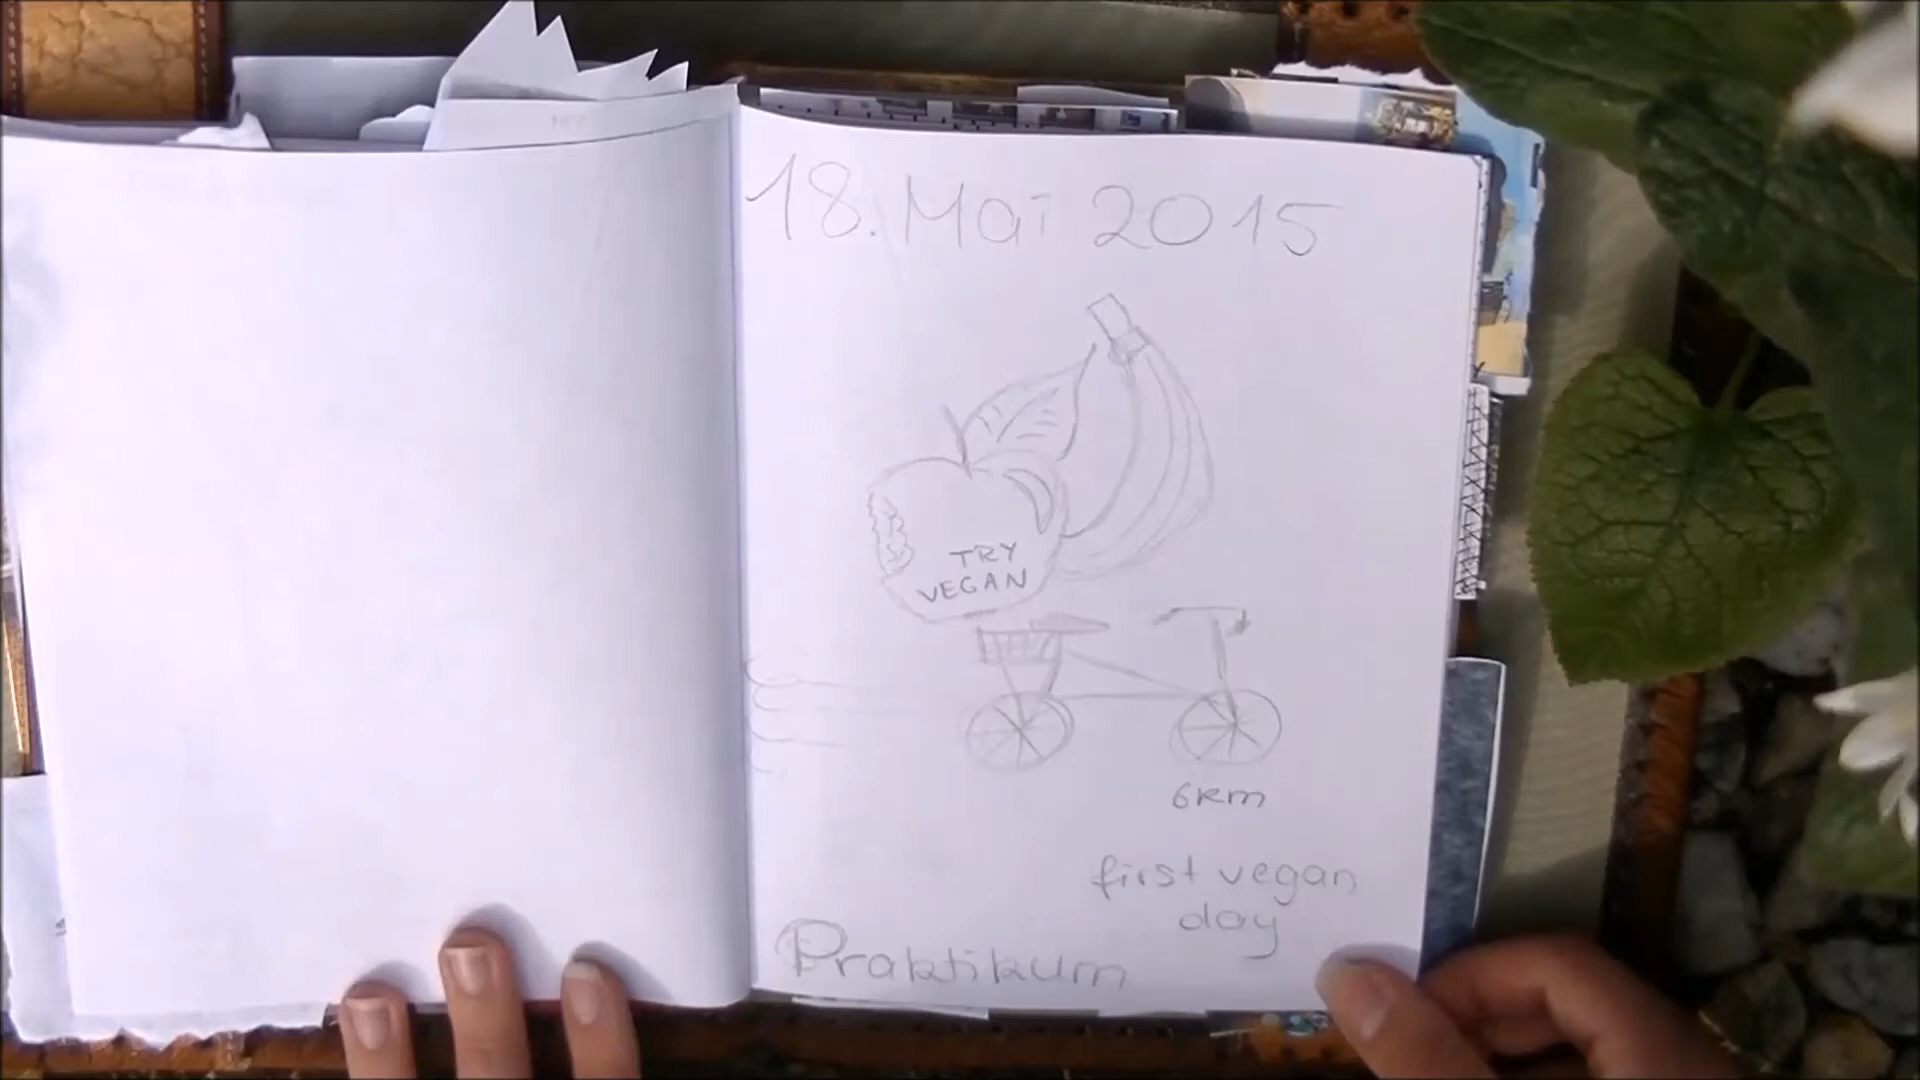 18. Mai 2015
TRY
VEGAN
6km
first vegan
day
Praktikum